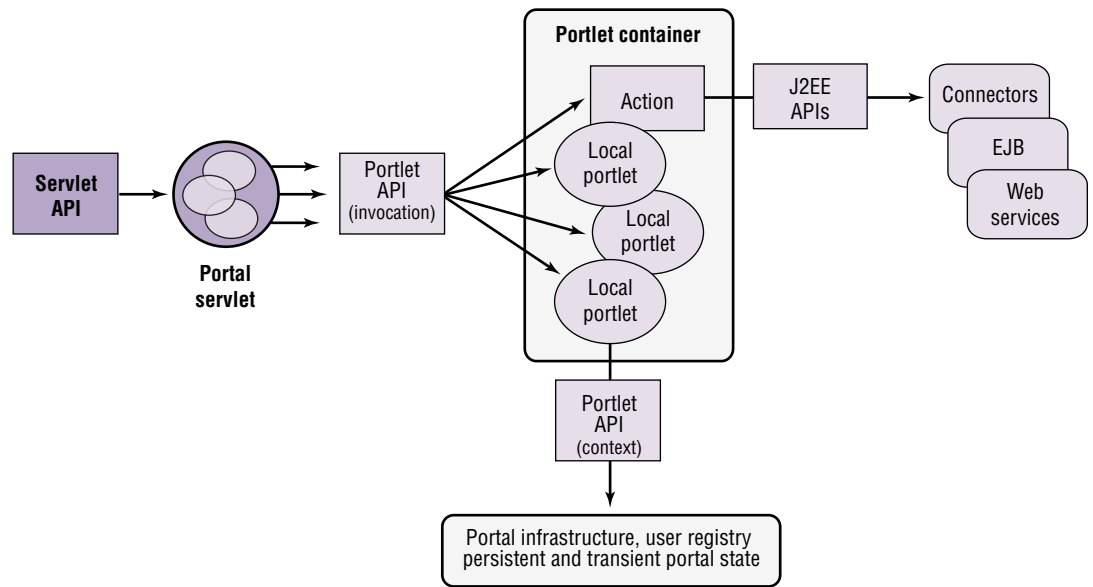 Portlet container
Servlet
API
Portal
servlet
Portlet
API
(invocation)
Action
Local
portlet
Local
portlet
Local
portlet
J2EE
APIs
Connectors
EJB
Web
services
Portlet
API
(context)
Portal infrastructure, user registry
persistent and transient portal state